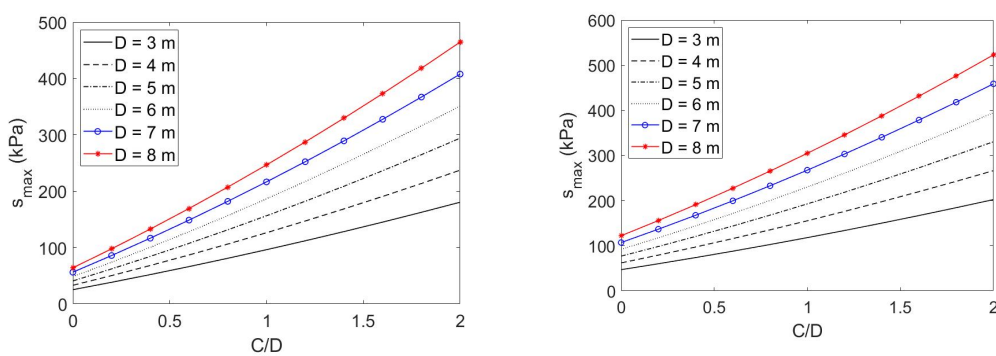 500
400
300
200
100
0
s_max (kPa)
D = 3 m
D = 4 m
D = 5 m
D = 6 m
D = 7 m
D = 8 m
0 0.5 1 1.5 2
C/D
600
500
400
300
200
100
0
s_max (kPa)
D = 3 m
D = 4 m
D = 5 m
D = 6 m
D = 7 m
D = 8 m
0 0.5 1 1.5 2
C/D